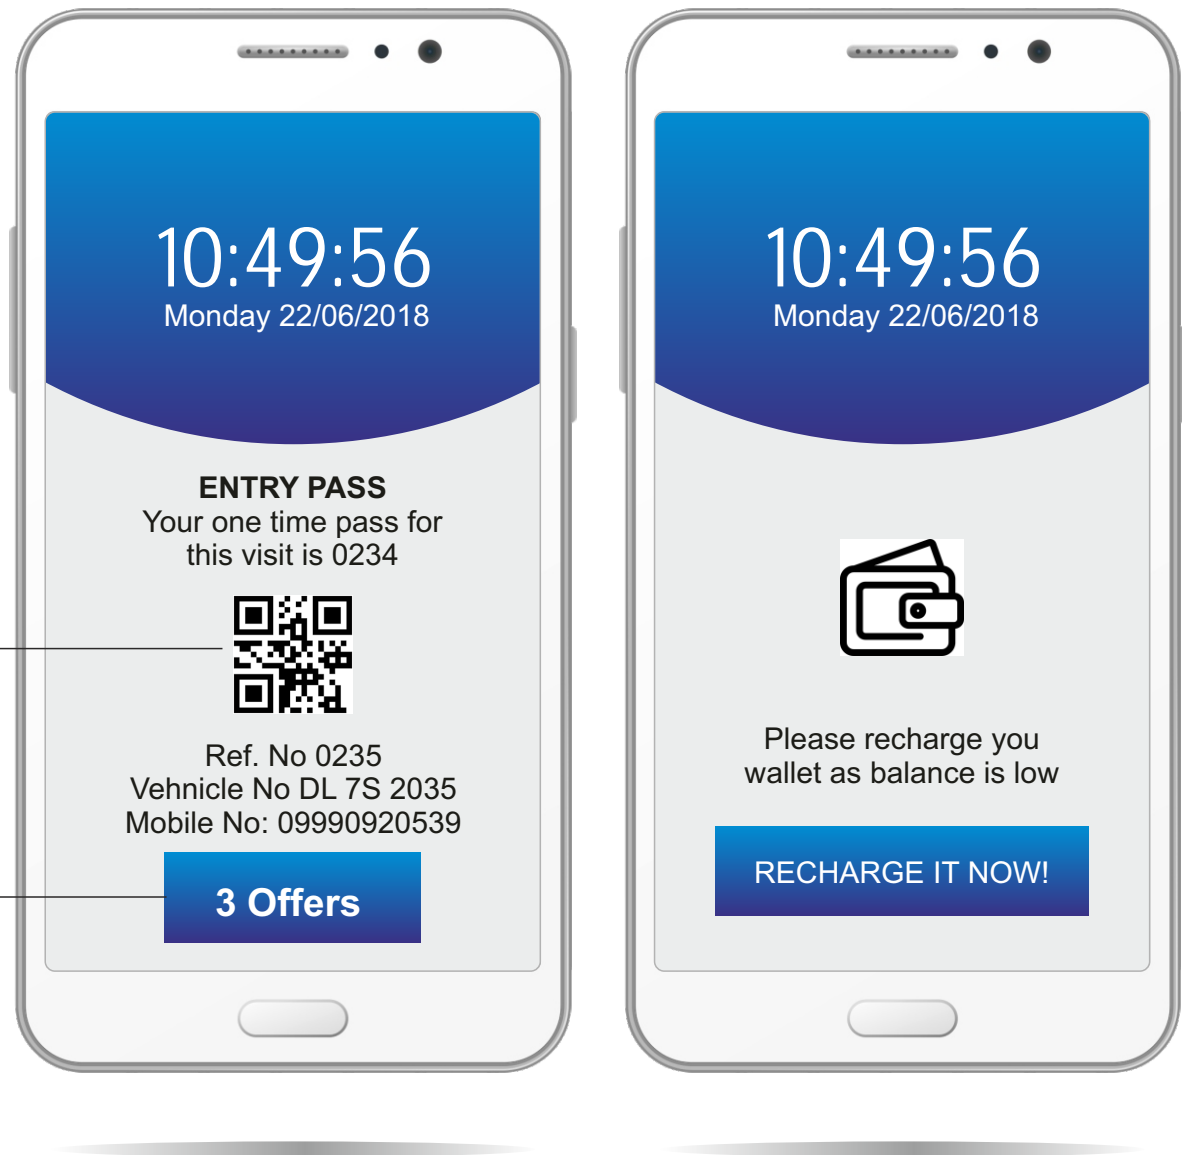 10:49:56
Monday 22/06/2018
ENTRY PASS
Your one time pass for
this visit is 0234
Ref. No 0235
Vehnicle No DL 7S 2035
Mobile No: 09990920539
3 Offers
10:49:56
Monday 22/06/2018
Please recharge you
wallet as balance is low
RECHARGE IT NOW!